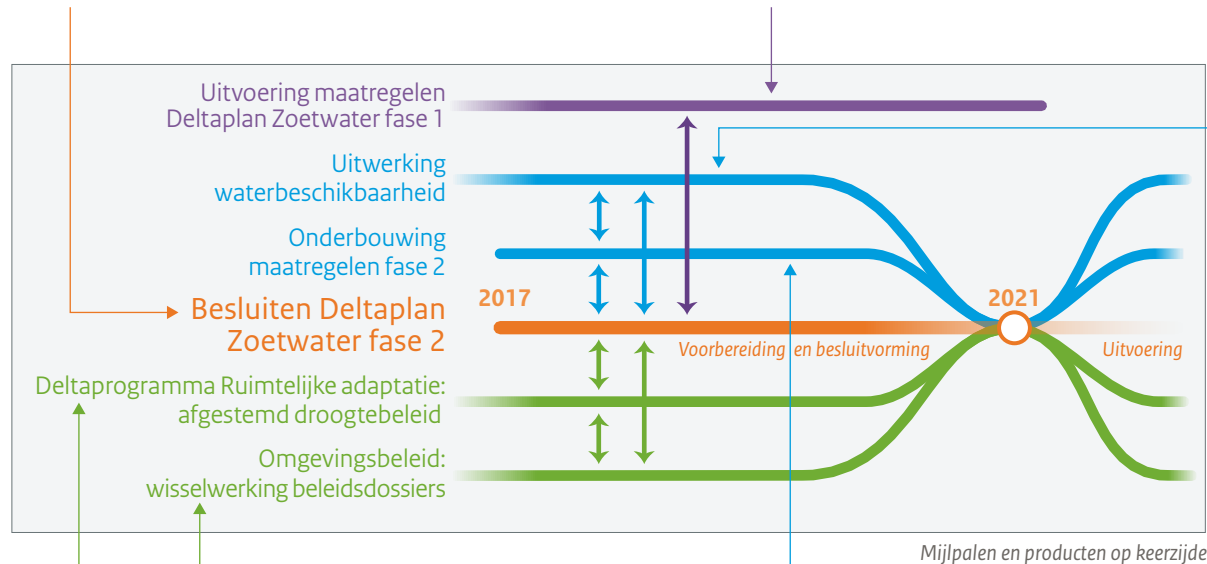 Uitvoering maatregelen
Deltaplan Zoetwater fase 1
Uitwerking
waterbeschikbaarheid
Onderbouwing
maatregelen fase 2
Besluiten Deltaplan
Zoetwater fase 2
2017
2021
Voorbereiding en besluitvorming
Uitvoering
Deltaprogramma Ruimtelijke adaptatie:
afgestemd droogtebeleid
Omgevingsbeleid:
wisselwerking beleidsdossiers
Mijlpalen en producten op keerzijde